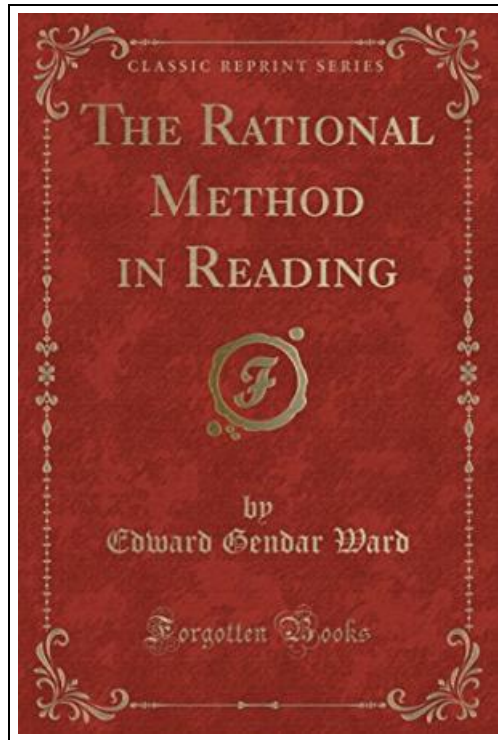 CLASSIC REPRINT SERIES
THE RATIONAL
METHOD
IN READING
F
by
Edward Gendar Ward
Forgotten Books